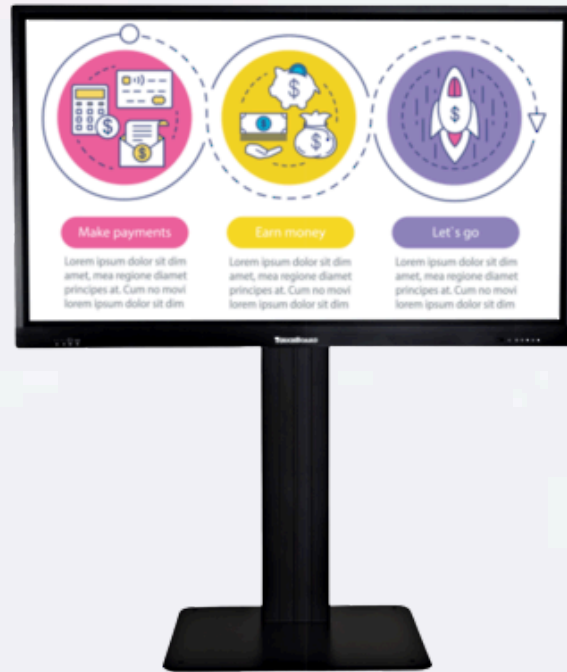 Make payments
Lorem ipsum dolor sit dim
amet, mea regione diamet
principes at. Cum no movi
lorem ipsum dolor sit dim
Earn money
Lorem ipsum dolor sit dim
amet, mea regione diamet
principes at. Cum no movi
lorem ipsum dolor sit dim
Let`s go
Lorem ipsum dolor sit dim
amet, mea regione diamet
principes at. Cum no movi
lorem ipsum dolor sit dim